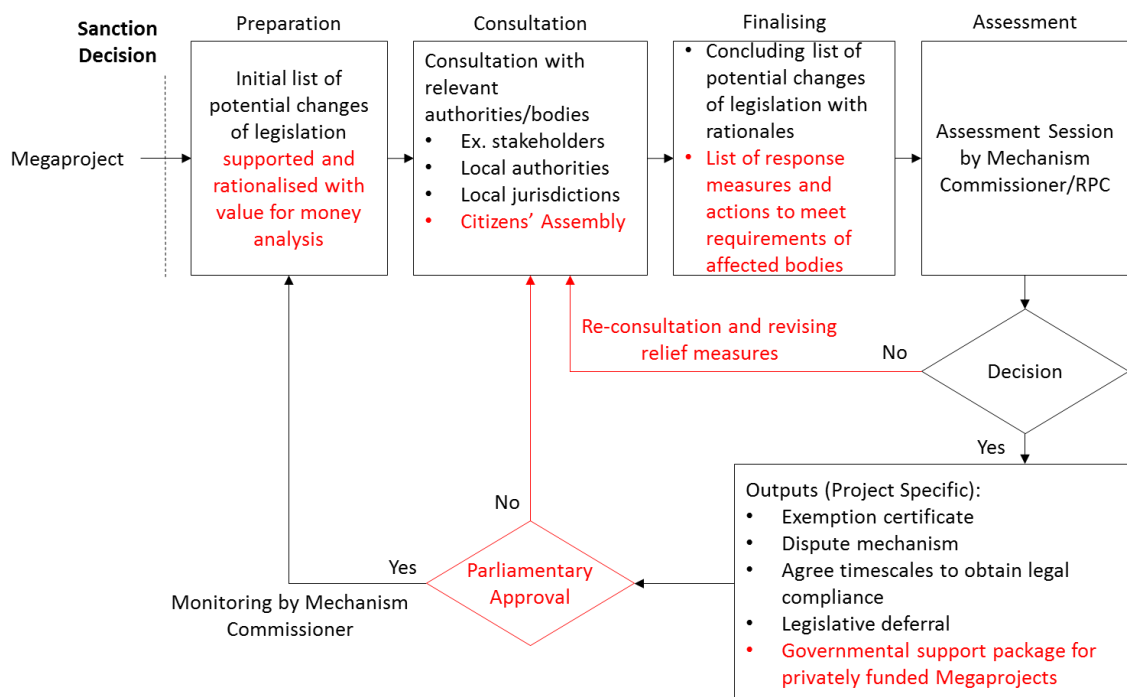 Sanction
Decision
Preparation
Consultation
Finalising
Assessment
Megaproject
Initial list of
potential changes
of legislation
supported and
rationalised with
value for money
analysis
Consultation with
relevant
authorities/bodies
• Ex. stakeholders
• Local authorities
• Local jurisdictions
• Citizens’ Assembly
• Concluding list of
potential changes
of legislation with
rationales
• List of response
measures and
actions to meet
requirements of
affected bodies
Assessment Session
by Mechanism
Commissioner/RPC
Re-consultation and revising
relief measures
No
Decision
Yes
Outputs (Project Specific):
• Exemption certificate
• Dispute mechanism
• Agree timescales to obtain legal
compliance
• Legislative deferral
• Governmental support package for
privately funded Megaprojects
No
Parliamentary
Approval
Yes
Monitoring by Mechanism
Commissioner